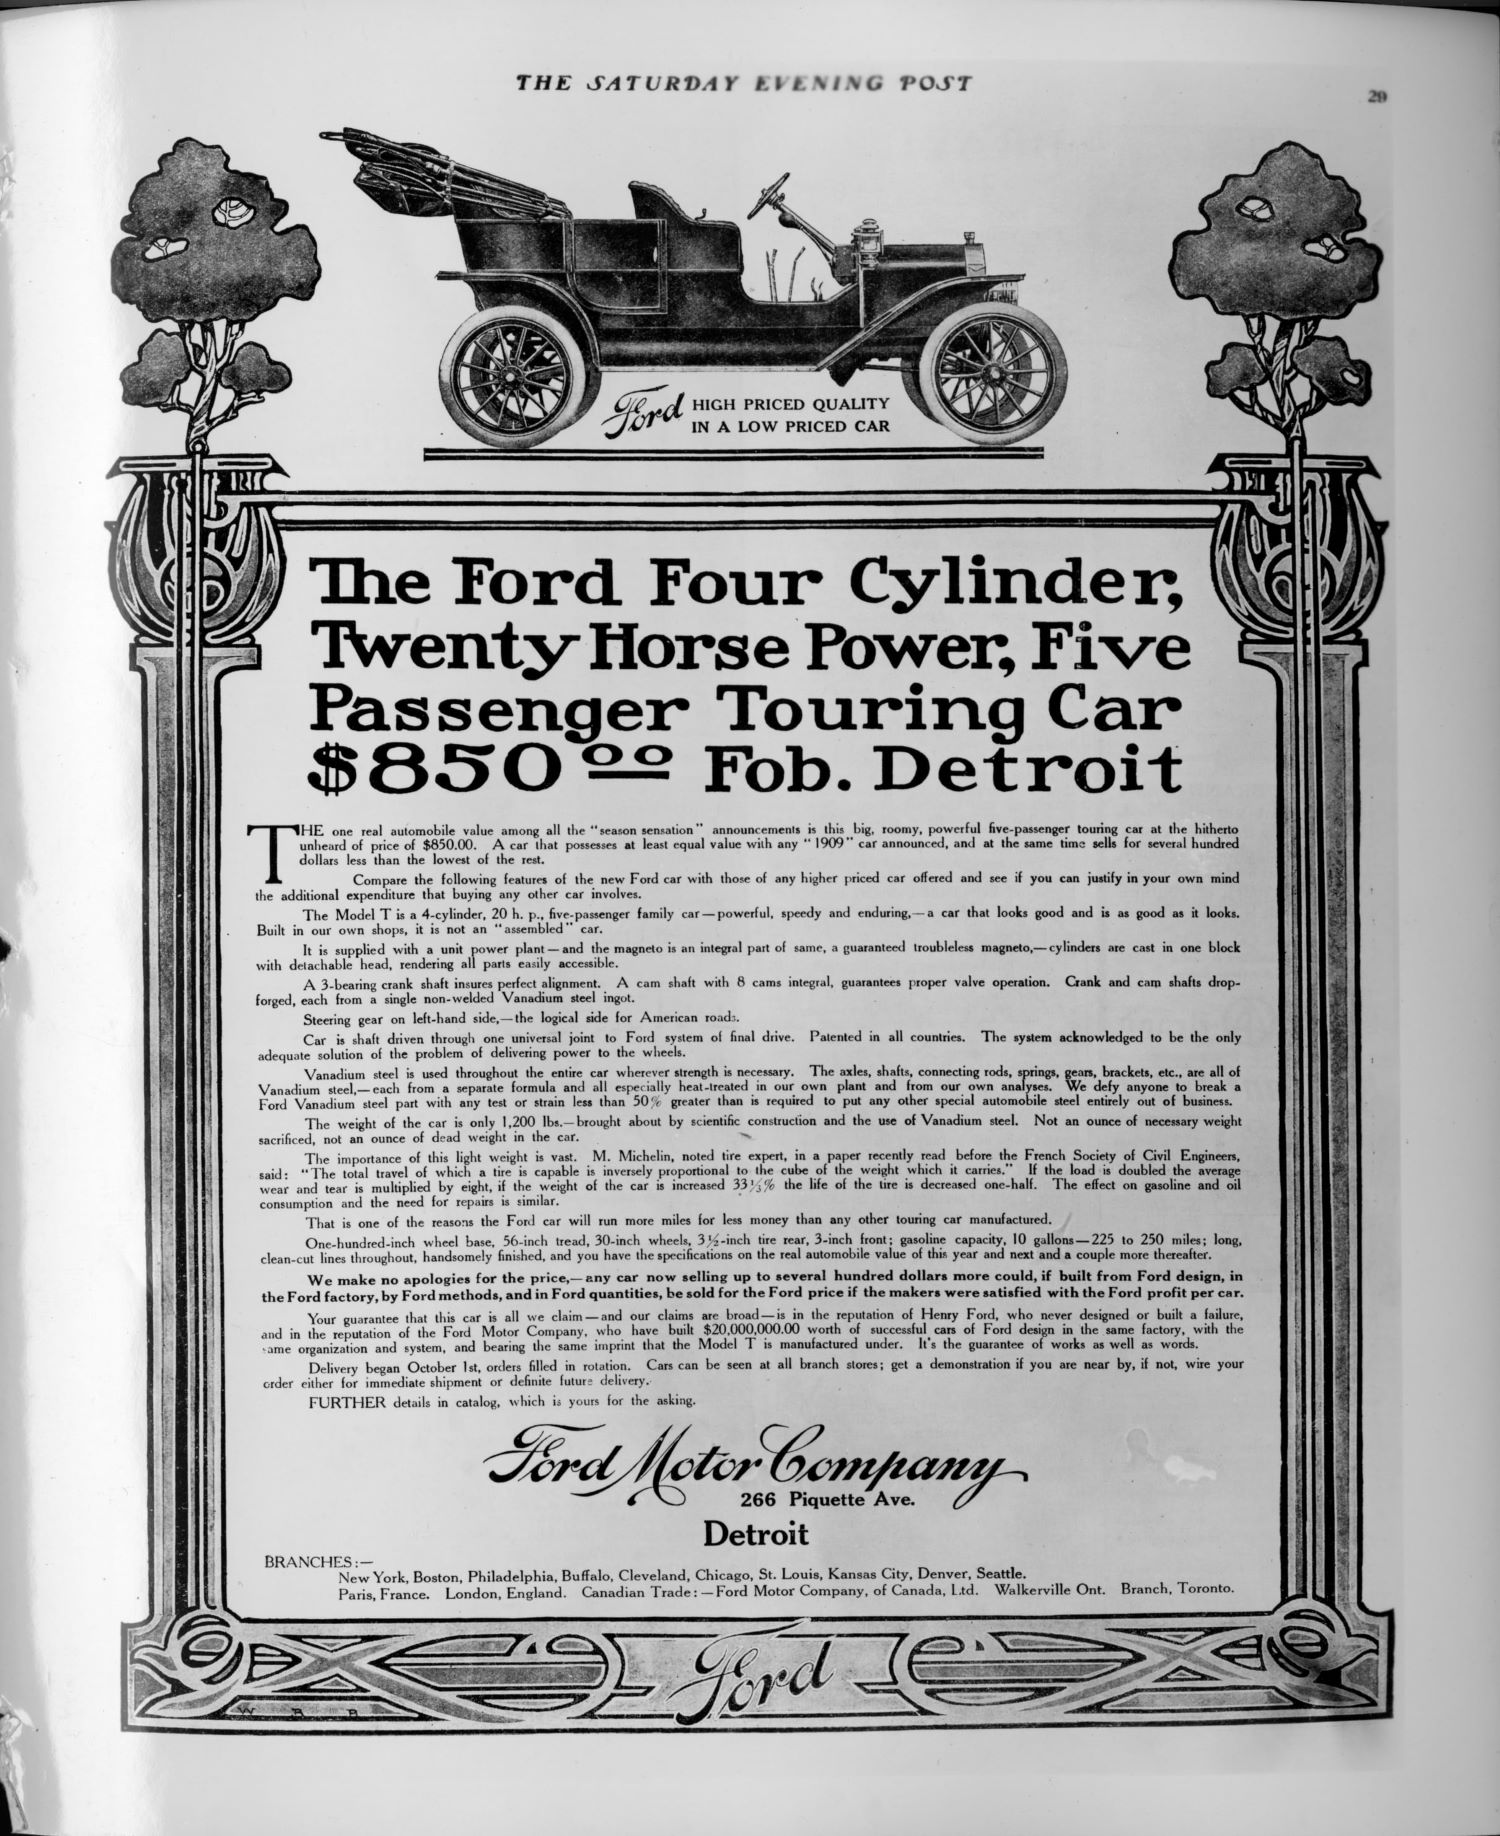 THE SATURDAY EVENING POST
29
Ford HIGH PRICED QUALITY
IN A LOW PRICED CAR
The Ford Four Cylinder,
Twenty Horse Power, Five
Passenger Touring Car
$850 00 Fob. Detroit
THE one real automobile value among all the "season sensation" announcements is this big, roomy, powerful five-passenger touring car at the hitherto
unheard of price of $850.00. A car that possesses at least equal value with any "1909" car announced, and at the same time sells for several hundred
dollars less than the lowest of the rest.
Compare the following features of the new Ford car with those of any higher priced car offered and see if you can justify in your own mind
the additional expenditure that buying any other car involves.
The Model T is a 4-cylinder, 20 h. p., five-passenger family car—powerful, speedy and enduring,—a car that looks good and is as good as it looks.
Built in our own shops, it is not an "assembled" car.
It is supplied with a unit power plant—and the magneto is an integral part of same, a guaranteed troubleless magneto,—cylinders are cast in one block
with detachable head, rendering all parts easily accessible.
A 3-bearing crank shaft insures perfect alignment. A cam shaft with 8 cams integral, guarantees proper valve operation. Crank and cam shafts drop-
forged, each from a single non-welded Vanadium steel ingot.
Steering gear on left-hand side,—the logical side for American roads.
Car is shaft driven through one universal joint to Ford system of final drive. Patented in all countries. The system acknowledged to be the only
adequate solution of the problem of delivering power to the wheels.
Vanadium steel is used throughout the entire car wherever strength is necessary. The axles, shafts, connecting rods, springs, gears, brackets, etc., are all of
Vanadium steel,—each from a separate formula and all especially heat-treated in our own plant and from our own analyses. We defy anyone to break a
Ford Vanadium steel part with any test or strain less than 50% greater than is required to put any other special automobile steel entirely out of business.
The weight of the car is only 1,200 lbs.—brought about by scientific construction and the use of Vanadium steel. Not an ounce of necessary weight
sacrificed, not an ounce of dead weight in the car.
The importance of this light weight is vast. M. Michelin, noted tire expert, in a paper recently read before the French Society of Civil Engineers,
said: "The total travel of which a tire is capable is inversely proportional to the cube of the weight which it carries." If the load is doubled the average
wear and tear is multiplied by eight, if the weight of the car is increased 33⅓% the life of the tire is decreased one-half. The effect on gasoline and oil
consumption and the need for repairs is similar.
That is one of the reasons the Ford car will run more miles for less money than any other touring car manufactured.
One-hundred-inch wheel base, 56-inch tread, 30-inch wheels, 3½-inch tire rear, 3-inch front; gasoline capacity, 10 gallons—225 to 250 miles; long,
clean-cut lines throughout, handsomely finished, and you have the specifications on the real automobile value of this year and next and a couple more thereafter.
We make no apologies for the price,—any car now selling up to several hundred dollars more could, if built from Ford design, in
the Ford factory, by Ford methods, and in Ford quantities, be sold for the Ford price if the makers were satisfied with the Ford profit per car.
Your guarantee that this car is all we claim—and our claims are broad—is in the reputation of Henry Ford, who never designed or built a failure,
and in the reputation of the Ford Motor Company, who have built $20,000,000.00 worth of successful cars of Ford design in the same factory, with the
same organization and system, and bearing the same imprint that the Model T is manufactured under. It's the guarantee of works as well as words.
Delivery began October 1st, orders filled in rotation. Cars can be seen at all branch stores; get a demonstration if you are near by, if not, wire your
order either for immediate shipment or definite future delivery.
FURTHER details in catalog, which is yours for the asking.
Ford Motor Company
266 Piquette Ave.
Detroit
BRANCHES:—
New York, Boston, Philadelphia, Buffalo, Cleveland, Chicago, St. Louis, Kansas City, Denver, Seattle.
Paris, France. London, England. Canadian Trade:—Ford Motor Company, of Canada, Ltd. Walkerville Ont. Branch, Toronto.
Ford